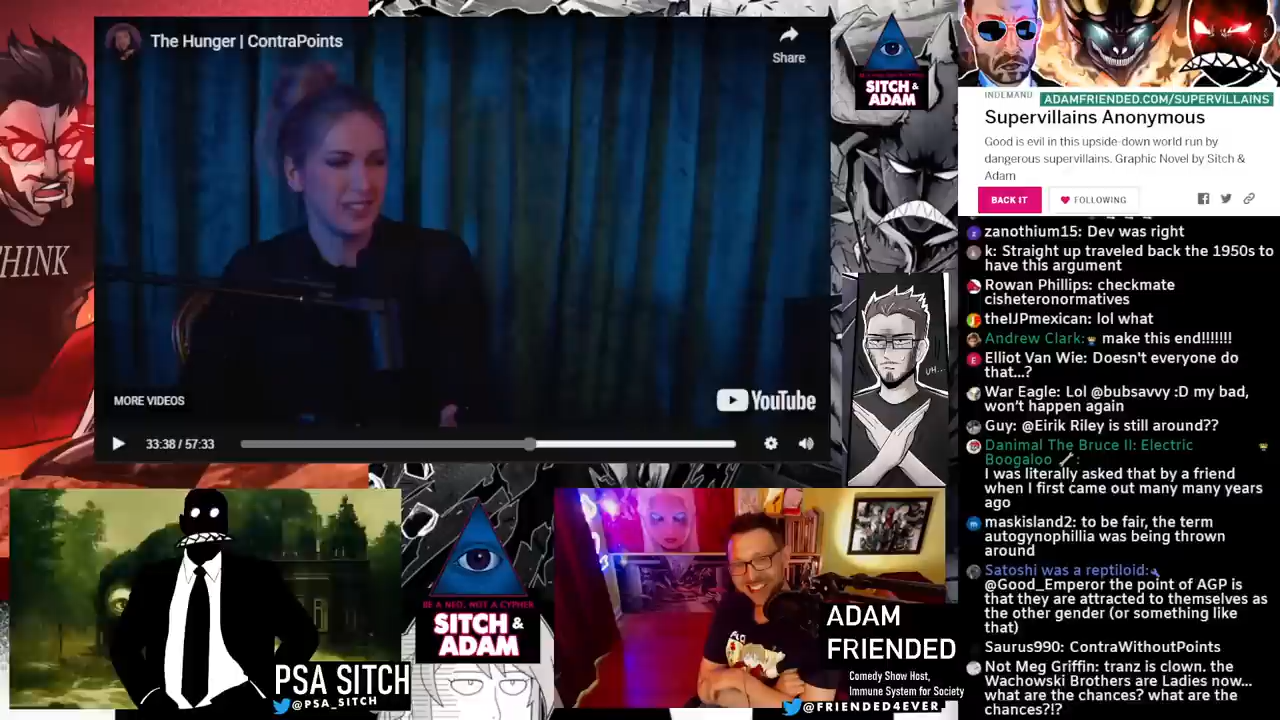 The Hunger | ContraPoints
Share
MORE VIDEOS
YouTube
33:38 / 57:33
THINK
SITCH &
ADAM
UH..
INDEMAND
ADAMFRIENDED.COM/SUPERVILLAINS
Supervillains Anonymous
Good is evil in this upside-down world run by
dangerous supervillains. Graphic Novel by Sitch &
Adam
BACK IT
FOLLOWING
zanothium15: Dev was right
k: Straight up traveled back the 1950s to
have this argument
Rowan Phillips: checkmate
cisheteronormatives
theIJPmexican: lol what
Andrew Clark: make this end!!!!!!!
Elliot Van Wie: Doesn't everyone do
that...?
War Eagle: Lol @bubsavvy :D my bad,
won't happen again
Guy: @Eirik Riley is still around??
Danimal The Bruce II: Electric
Boogaloo :
I was literally asked that by a friend
when I first came out many many years
ago
maskisland2: to be fair, the term
autogynophillia was being thrown
around
Satoshi was a reptiloid:
@Good_Emperor the point of AGP is
that they are attracted to themselves as
the other gender (or something like
that)
Saurus990: ContraWithoutPoints
Not Meg Griffin: tranz is clown. the
Wachowski Brothers are Ladies now...
what are the chances? what are the
chances?!?
PSA SITCH
@PSA_SITCH
BE A NEO, NOT A CYPHER
SITCH &
ADAM
ADAM
FRIENDED
Comedy Show Host,
Immune System for Society
@FRIENDED4EVER